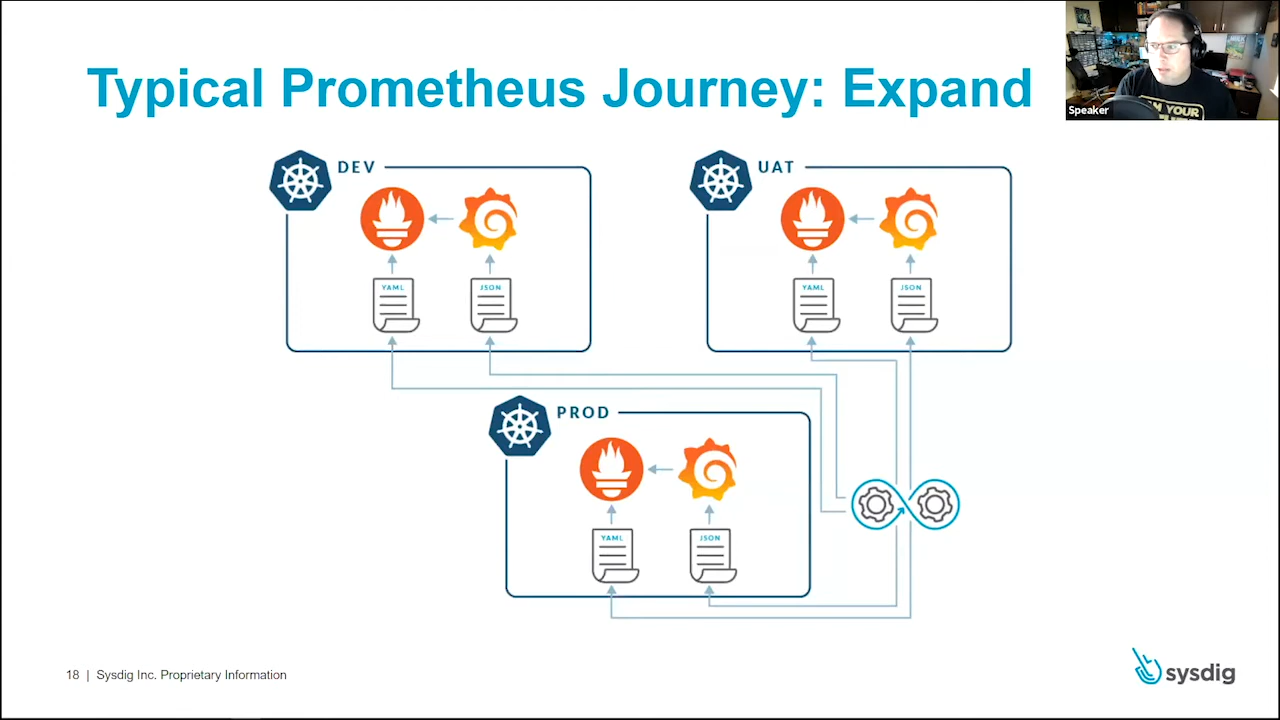 Typical Prometheus Journey: Expand
Speaker
DEV
YAML
JSON
UAT
YAML
JSON
PROD
YAML
JSON
18 | Sysdig Inc. Proprietary Information
sysdig